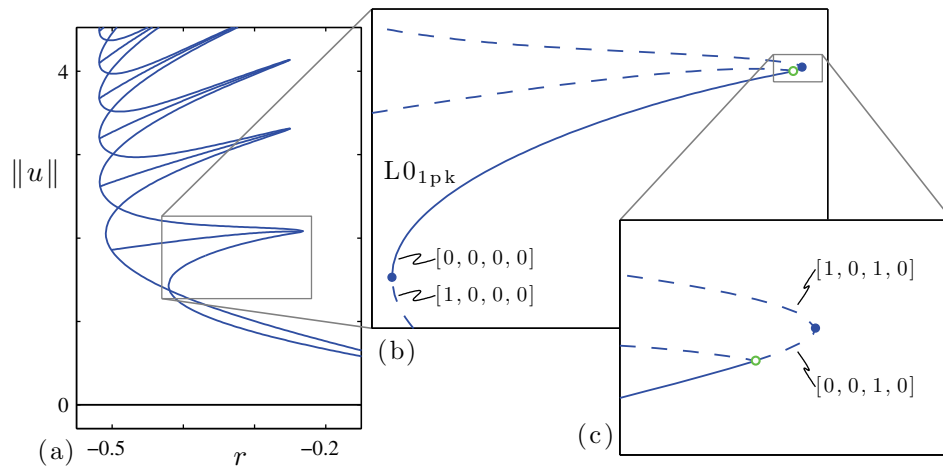 4
‖u‖
0
−0.5
−0.2
r
(a)
L0₁pk
[0, 0, 0, 0]
[1, 0, 0, 0]
(b)
[1, 0, 1, 0]
[0, 0, 1, 0]
(c)